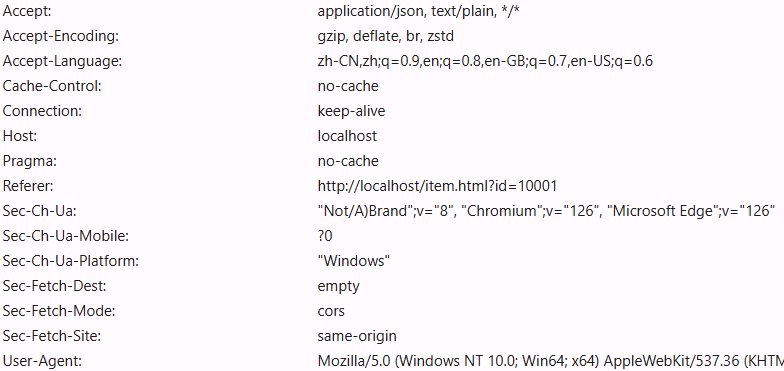 Accept: application/json, text/plain, */*
Accept-Encoding: gzip, deflate, br, zstd
Accept-Language: zh-CN,zh;q=0.9,en;q=0.8,en-GB;q=0.7,en-US;q=0.6
Cache-Control: no-cache
Connection: keep-alive
Host: localhost
Pragma: no-cache
Referer: http://localhost/item.html?id=10001
Sec-Ch-Ua: "Not/A)Brand";v="8", "Chromium";v="126", "Microsoft Edge";v="126"
Sec-Ch-Ua-Mobile: ?0
Sec-Ch-Ua-Platform: "Windows"
Sec-Fetch-Dest: empty
Sec-Fetch-Mode: cors
Sec-Fetch-Site: same-origin
User-Agent: Mozilla/5.0 (Windows NT 10.0; Win64; x64) AppleWebKit/537.36 (KHTM